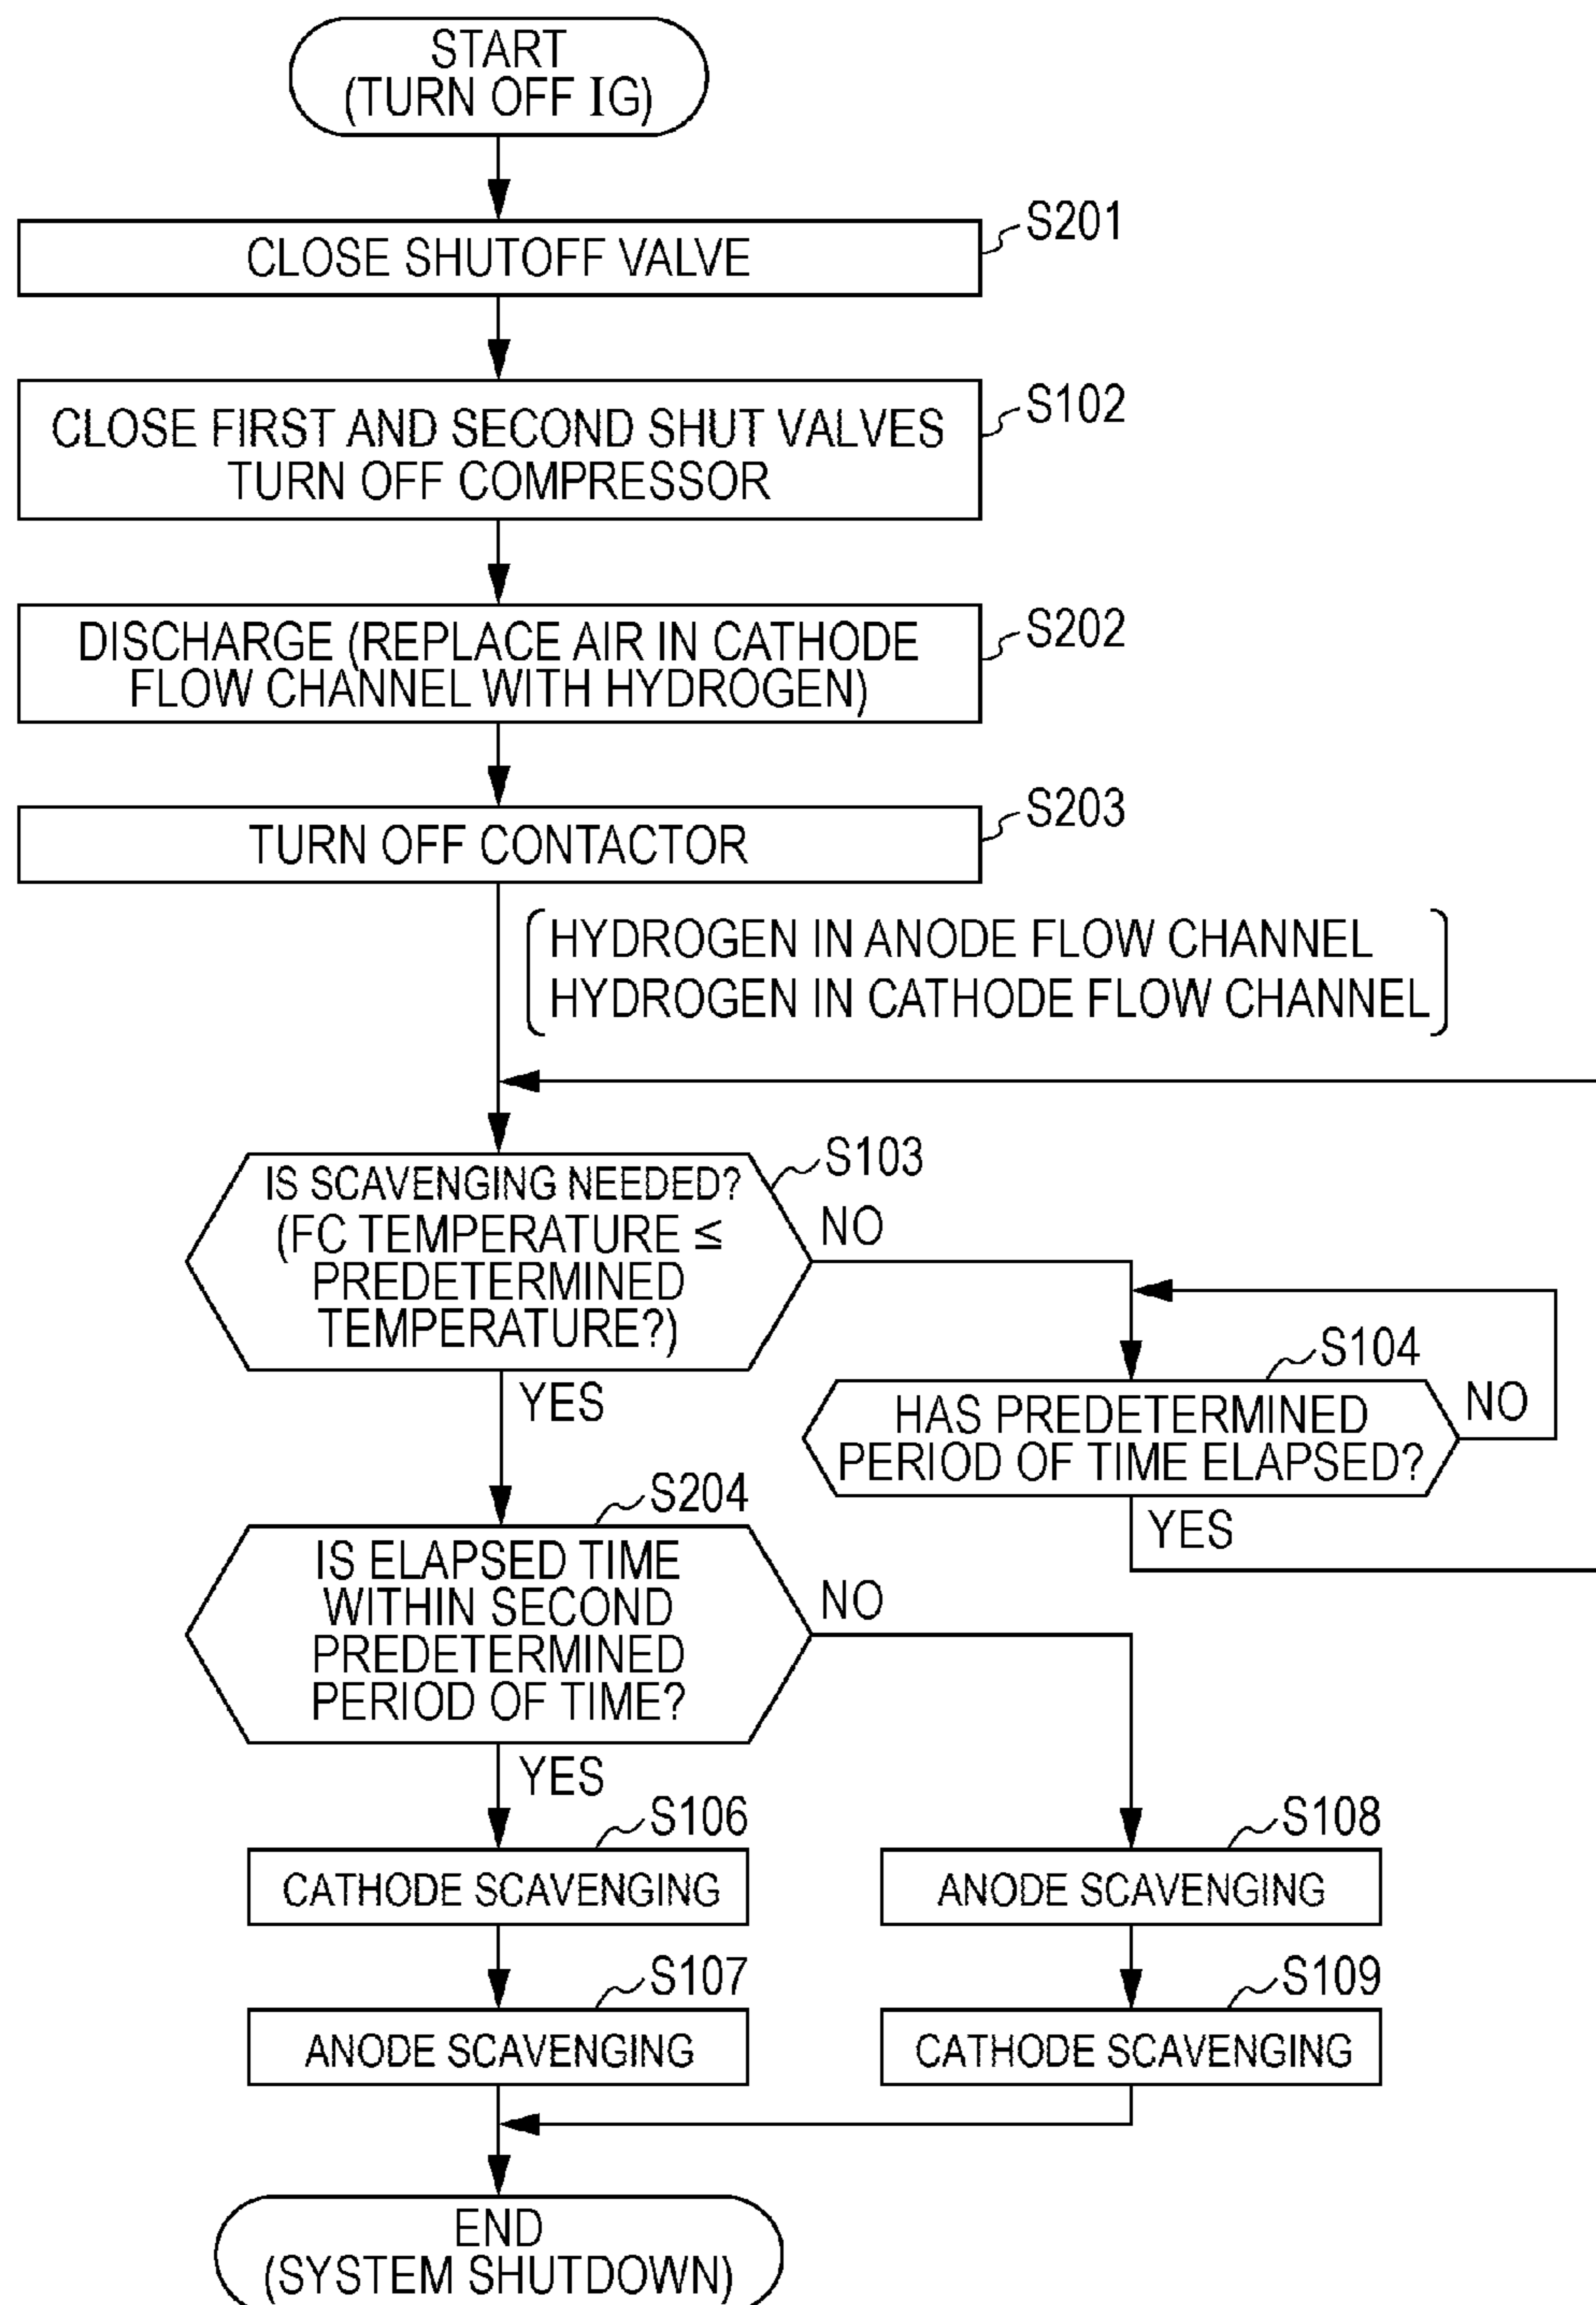 START
(TURN OFF IG)
S201
CLOSE SHUTOFF VALVE
S102
CLOSE FIRST AND SECOND SHUT VALVES
TURN OFF COMPRESSOR
S202
DISCHARGE (REPLACE AIR IN CATHODE
FLOW CHANNEL WITH HYDROGEN)
S203
TURN OFF CONTACTOR
HYDROGEN IN ANODE FLOW CHANNEL
HYDROGEN IN CATHODE FLOW CHANNEL
S103
IS SCAVENGING NEEDED?
(FC TEMPERATURE ≤
PREDETERMINED
TEMPERATURE?)
NO
YES
S104
HAS PREDETERMINED
PERIOD OF TIME ELAPSED?
NO
YES
S204
IS ELAPSED TIME
WITHIN SECOND
PREDETERMINED
PERIOD OF TIME?
NO
YES
S106
CATHODE SCAVENGING
S108
ANODE SCAVENGING
S107
ANODE SCAVENGING
S109
CATHODE SCAVENGING
END
(SYSTEM SHUTDOWN)